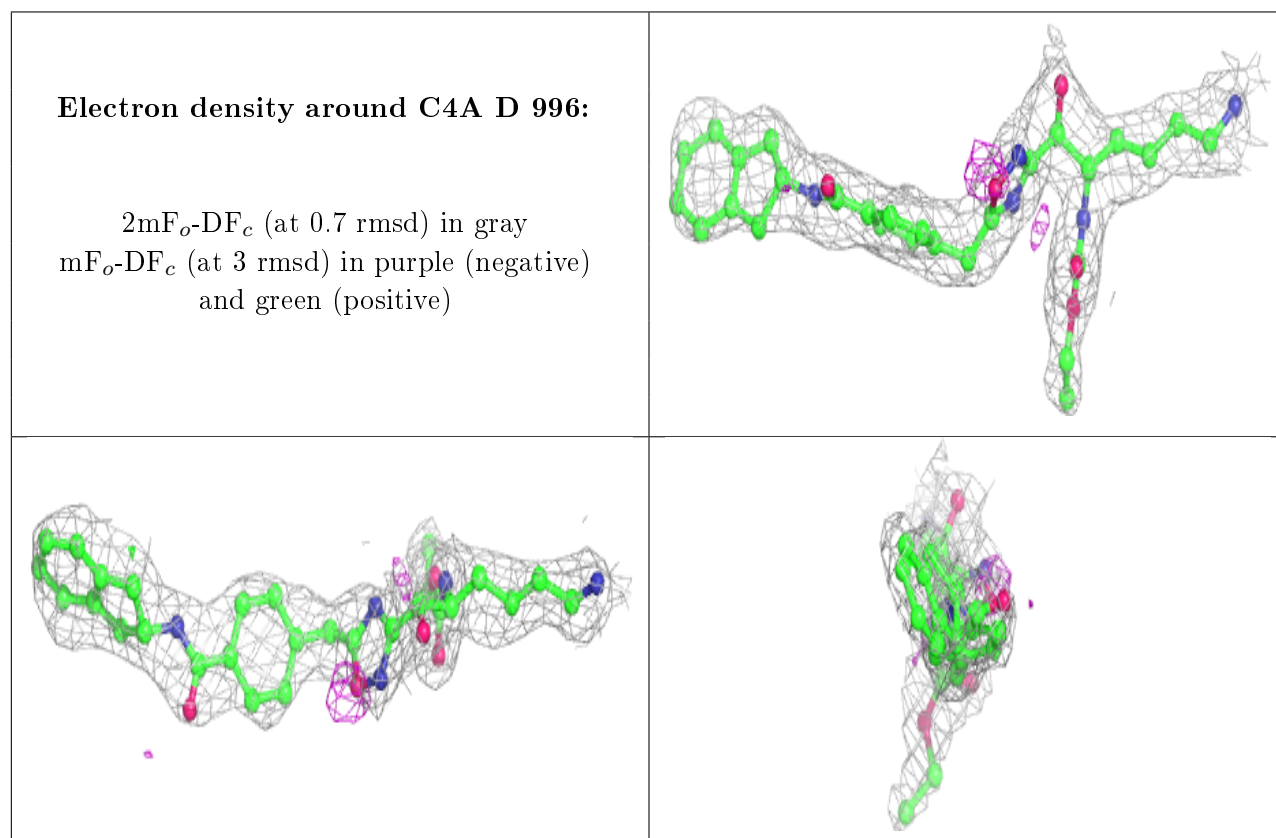 Electron density around C4A D 996:
2mFₒ-DF𝒸 (at 0.7 rmsd) in gray
mFₒ-DF𝒸 (at 3 rmsd) in purple (negative)
and green (positive)